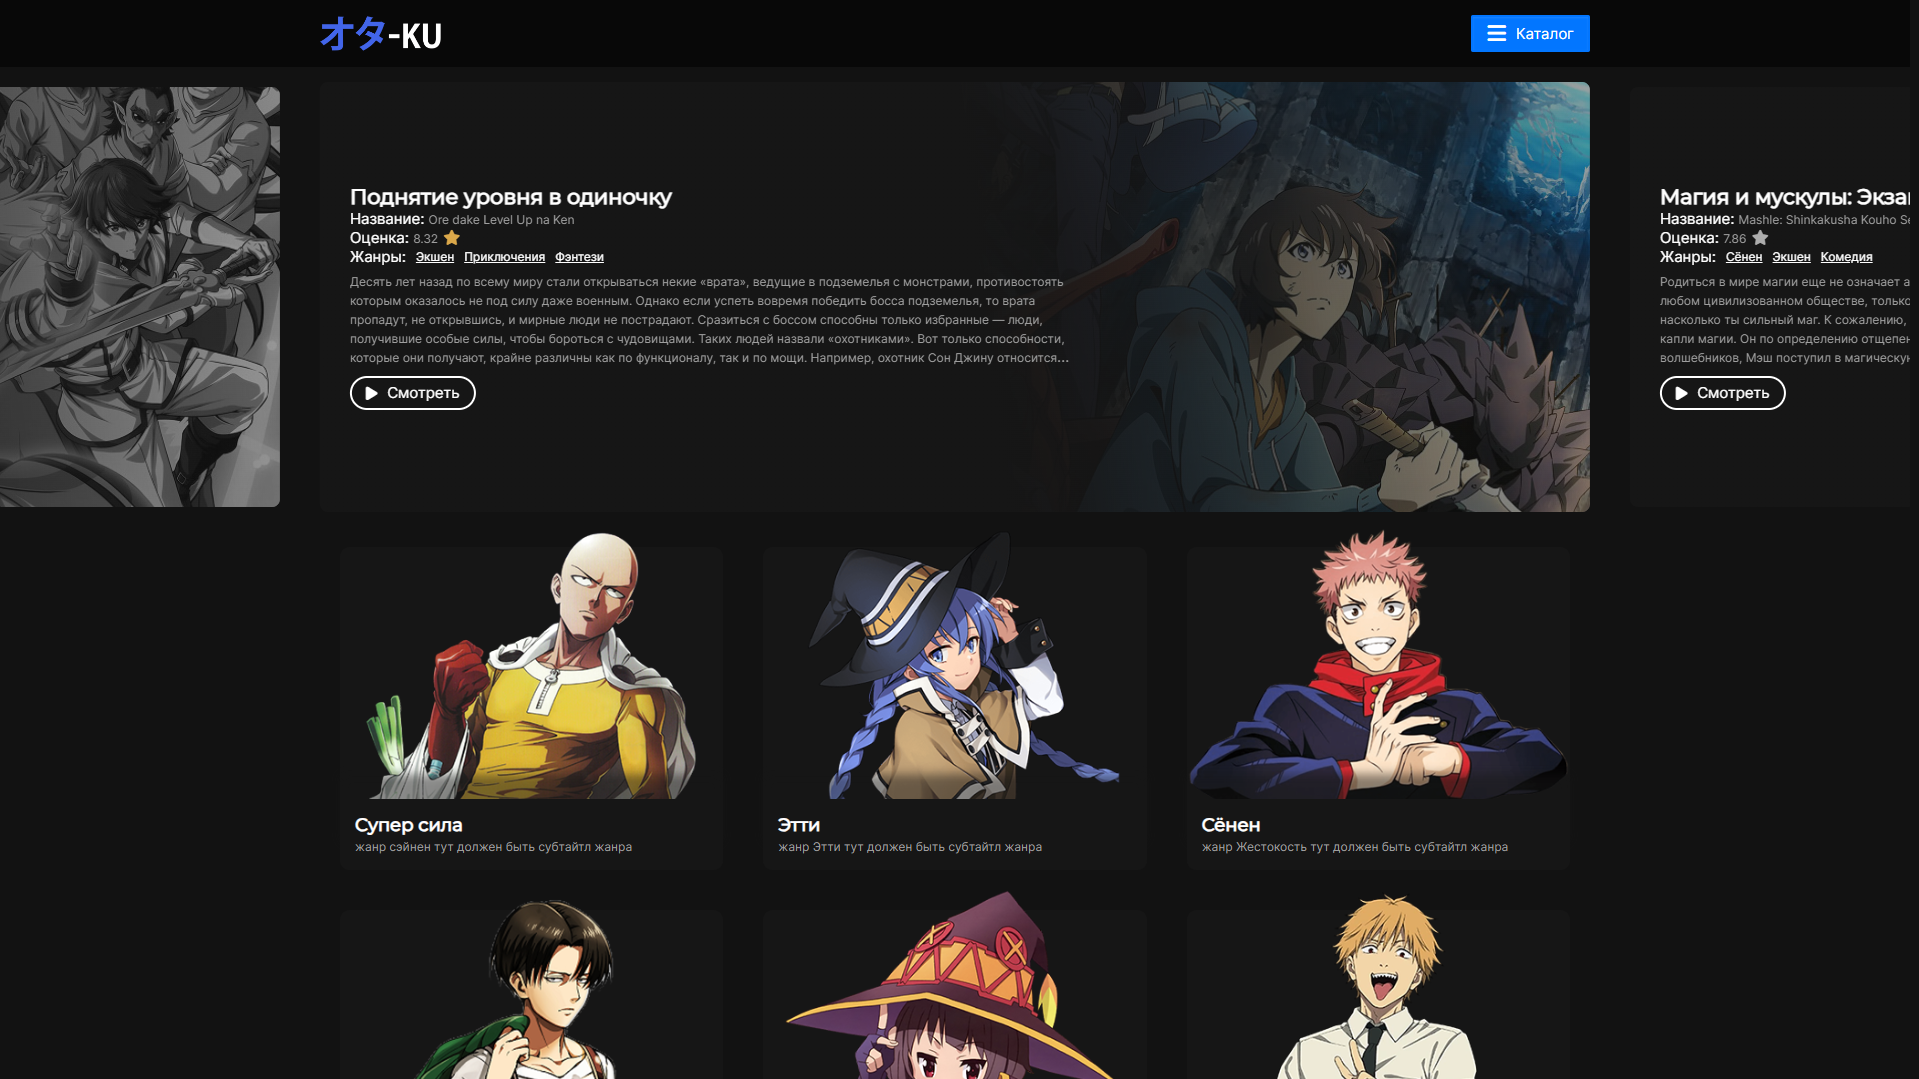 オタ-KU
Каталог
Поднятие уровня в одиночку
Название: Ore dake Level Up na Ken
Оценка: 8.32
Жанры: Экшен Приключения Фэнтези
Десять лет назад по всему миру стали открываться некие «врата», ведущие в подземелья с монстрами, противостоять
которым оказалось не под силу даже военным. Однако если успеть вовремя победить босса подземелья, то врата
пропадут, не открывшись, и мирные люди не пострадают. Сразиться с боссом способны только избранные — люди,
получившие особые силы, чтобы бороться с чудовищами. Таких людей назвали «охотниками». Вот только способности,
которые они получают, крайне различны как по функционалу, так и по мощи. Например, охотник Сон Джину относится...
Смотреть
Магия и мускулы: Экза
Название: Mashle: Shinkakusha Kouho Se
Оценка: 7.86
Жанры: Сёнен Экшен Комедия
Родиться в мире магии еще не означает а
любом цивилизованном обществе, только
насколько ты сильный маг. К сожалению,
капли магии. Он по определению отщепен
волшебников, Мэш поступил в магическую
Смотреть
Супер сила
жанр сэйнен тут должен быть субтайтл жанра
Этти
жанр Этти тут должен быть субтайтл жанра
Сёнен
жанр Жестокость тут должен быть субтайтл жанра